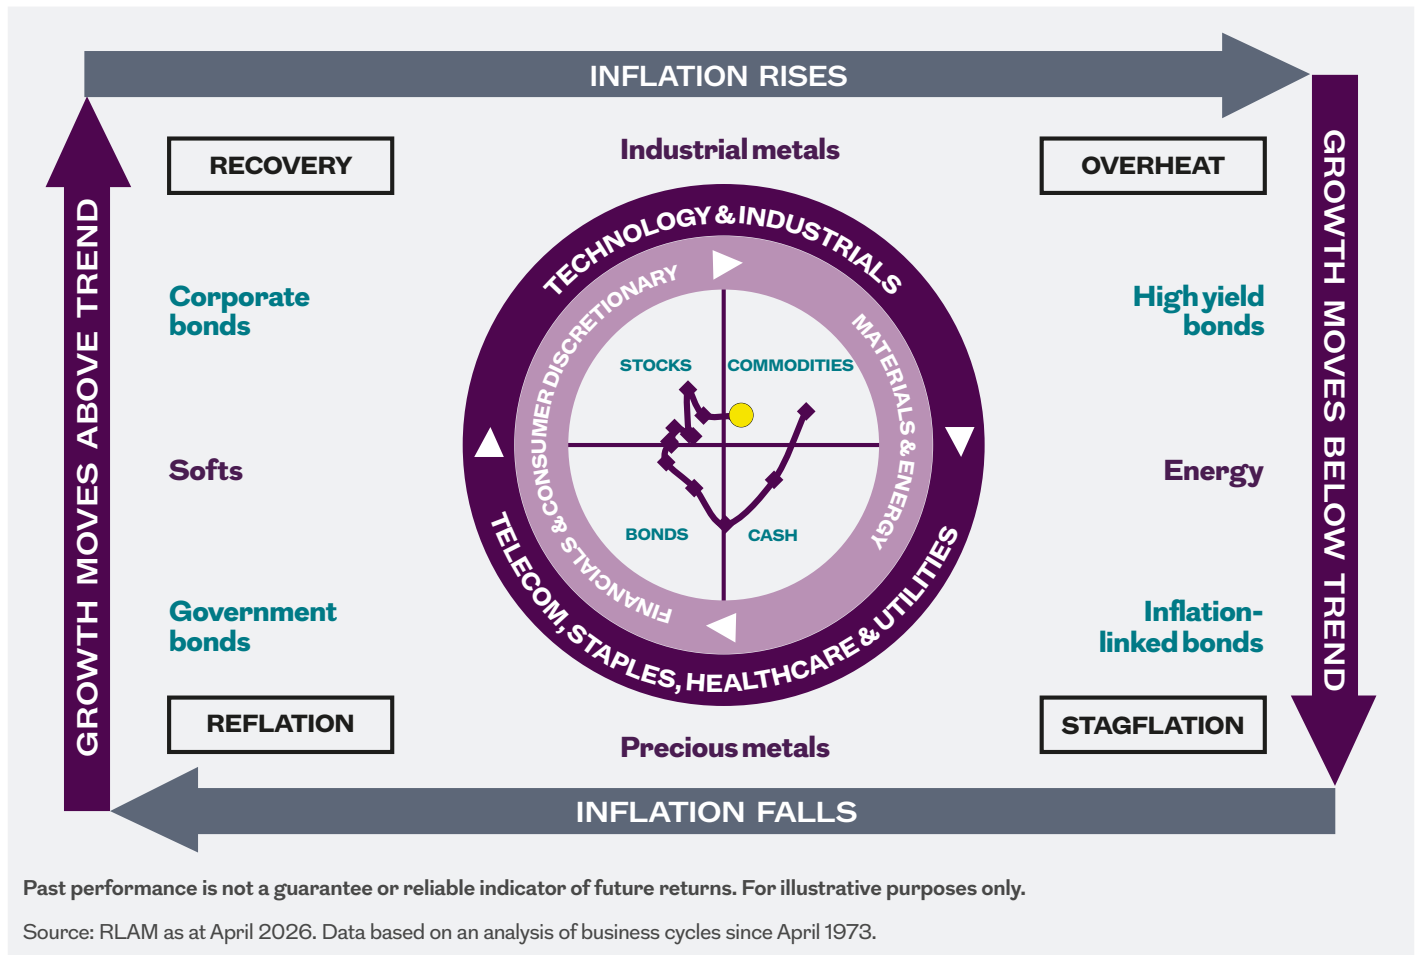 INFLATION RISES
RECOVERY
Industrial metals
OVERHEAT
GROWTH MOVES ABOVE TREND
GROWTH MOVES BELOW TREND
TECHNOLOGY & INDUSTRIALS
FINANCIALS & CONSUMER DISCRETIONARY
MATERIALS & ENERGY
Corporate
bonds
High yield
bonds
STOCKS
COMMODITIES
Softs
Energy
BONDS
CASH
TELECOM, STAPLES, HEALTHCARE & UTILITIES
Government
bonds
Inflation-
linked bonds
REFLATION
Precious metals
STAGFLATION
INFLATION FALLS
Past performance is not a guarantee or reliable indicator of future returns. For illustrative purposes only.
Source: RLAM as at April 2026. Data based on an analysis of business cycles since April 1973.